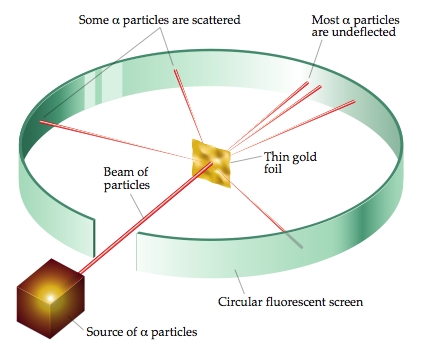 Some α particles are scattered
Most α particles
are undeflected
Thin gold
foil
Beam of
particles
Circular fluorescent screen
Source of α particles